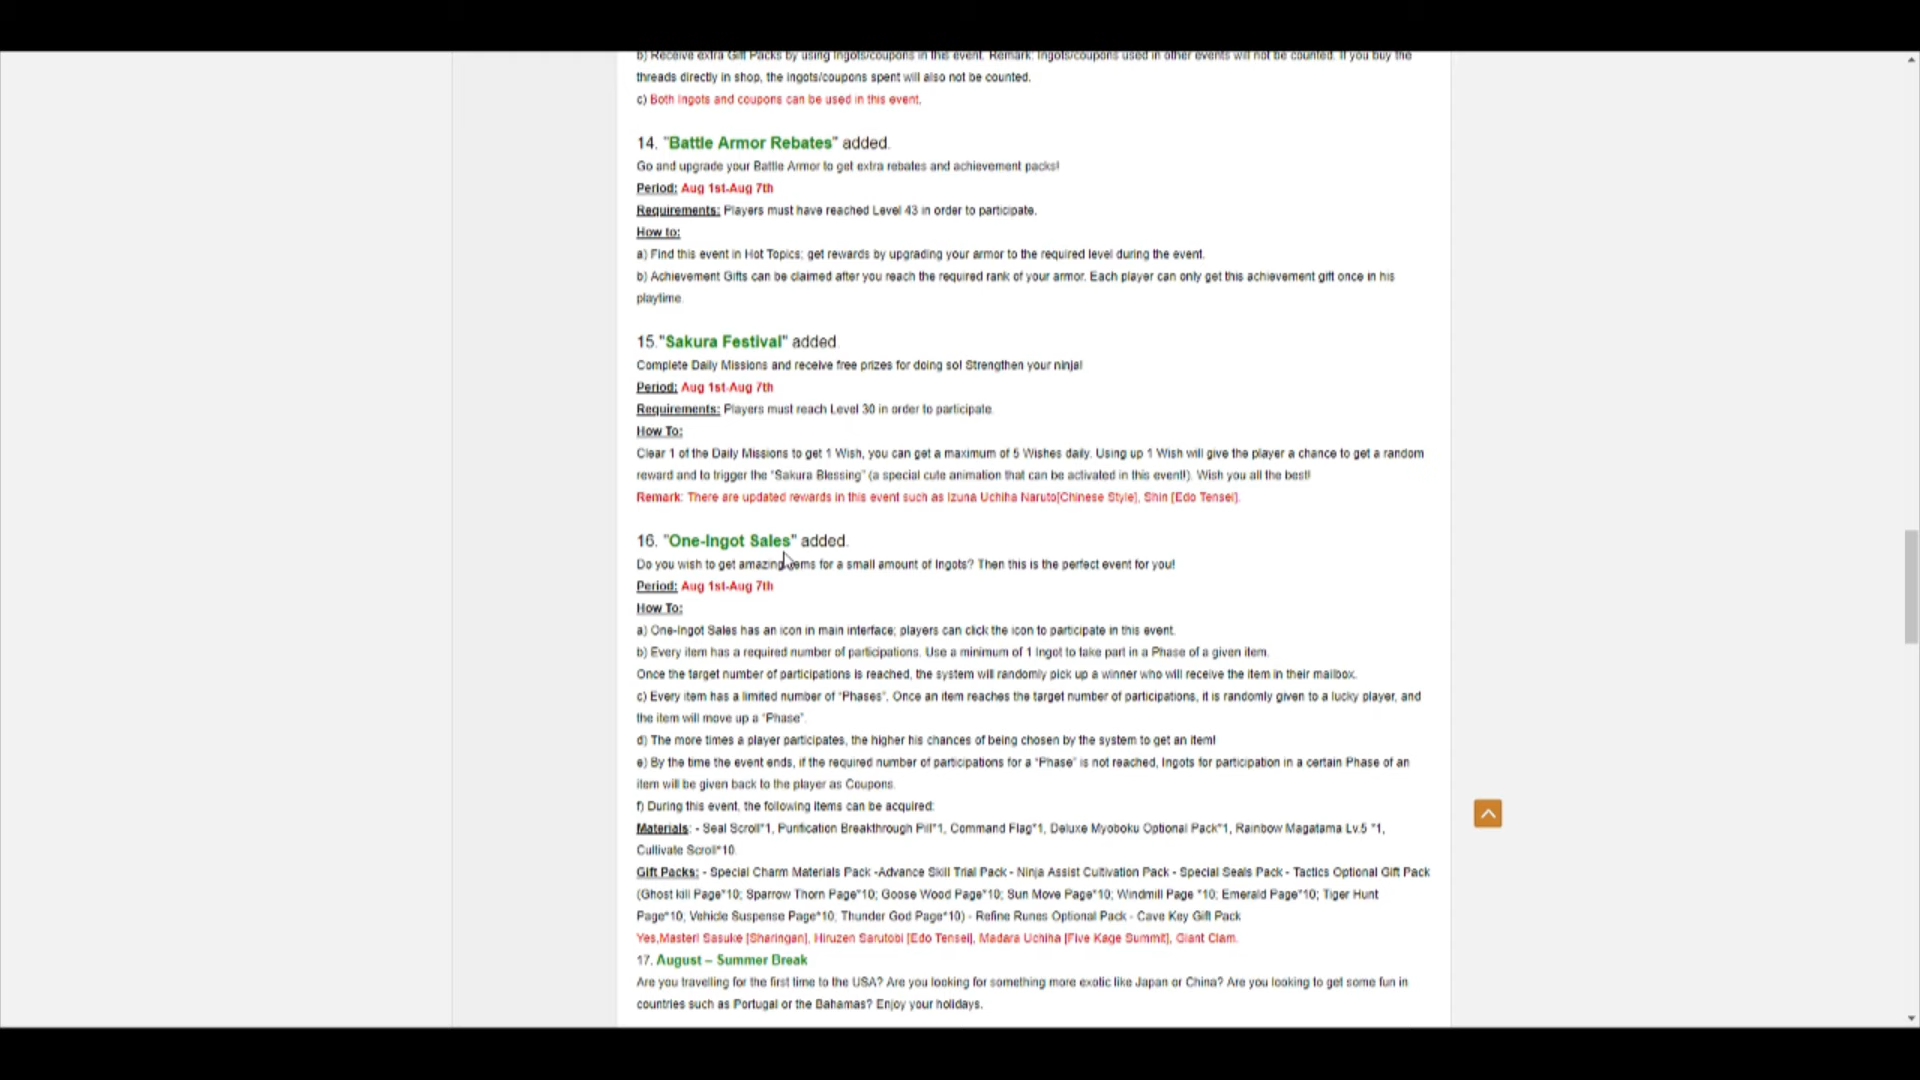 b) Receive extra Gift Packs by using Ingots/coupons in this event. Remark: Ingots/coupons used in other events will not be counted. If you buy the
threads directly in shop, the ingots/coupons spent will also not be counted.
c) Both Ingots and coupons can be used in this event.
14. "Battle Armor Rebates" added.
Go and upgrade your Battle Armor to get extra rebates and achievement packs!
Period: Aug 1st-Aug 7th
Requirements: Players must have reached Level 43 in order to participate.
How to:
a) Find this event in Hot Topics; get rewards by upgrading your armor to the required level during the event.
b) Achievement Gifts can be claimed after you reach the required rank of your armor. Each player can only get this achievement gift once in his
playtime.
15."Sakura Festival" added.
Complete Daily Missions and receive free prizes for doing so! Strengthen your ninja!
Period: Aug 1st-Aug 7th
Requirements: Players must reach Level 30 in order to participate.
How To:
Clear 1 of the Daily Missions to get 1 Wish, you can get a maximum of 5 Wishes daily. Using up 1 Wish will give the player a chance to get a random
reward and to trigger the "Sakura Blessing" (a special cute animation that can be activated in this event!). Wish you all the best!
Remark: There are updated rewards in this event such as Izuna Uchiha Naruto[Chinese Style], Shin [Edo Tensei].
16. "One-Ingot Sales" added.
Do you wish to get amazing items for a small amount of Ingots? Then this is the perfect event for you!
Period: Aug 1st-Aug 7th
How To:
a) One-Ingot Sales has an icon in main interface; players can click the icon to participate in this event.
b) Every item has a required number of participations. Use a minimum of 1 Ingot to take part in a Phase of a given item.
Once the target number of participations is reached, the system will randomly pick up a winner who will receive the item in their mailbox.
c) Every item has a limited number of "Phases". Once an item reaches the target number of participations, it is randomly given to a lucky player, and
the item will move up a "Phase".
d) The more times a player participates, the higher his chances of being chosen by the system to get an item!
e) By the time the event ends, if the required number of participations for a "Phase" is not reached, Ingots for participation in a certain Phase of an
item will be given back to the player as Coupons.
f) During this event, the following items can be acquired:
Materials: - Seal Scroll*1, Purification Breakthrough Pill*1, Command Flag*1, Deluxe Myoboku Optional Pack*1, Rainbow Magatama Lv.5 *1,
Cultivate Scroll*10.
Gift Packs: - Special Charm Materials Pack -Advance Skill Trial Pack - Ninja Assist Cultivation Pack - Special Seals Pack - Tactics Optional Gift Pack
(Ghost kill Page*10; Sparrow Thorn Page*10; Goose Wood Page*10; Sun Move Page*10; Windmill Page *10; Emerald Page*10; Tiger Hunt
Page*10, Vehicle Suspense Page*10, Thunder God Page*10) - Refine Runes Optional Pack - Cave Key Gift Pack
Yes,Master! Sasuke [Sharingan], Hiruzen Sarutobi [Edo Tensei], Madara Uchiha [Five Kage Summit], Giant Clam.
17. August – Summer Break
Are you travelling for the first time to the USA? Are you looking for something more exotic like Japan or China? Are you looking to get some fun in
countries such as Portugal or the Bahamas? Enjoy your holidays.